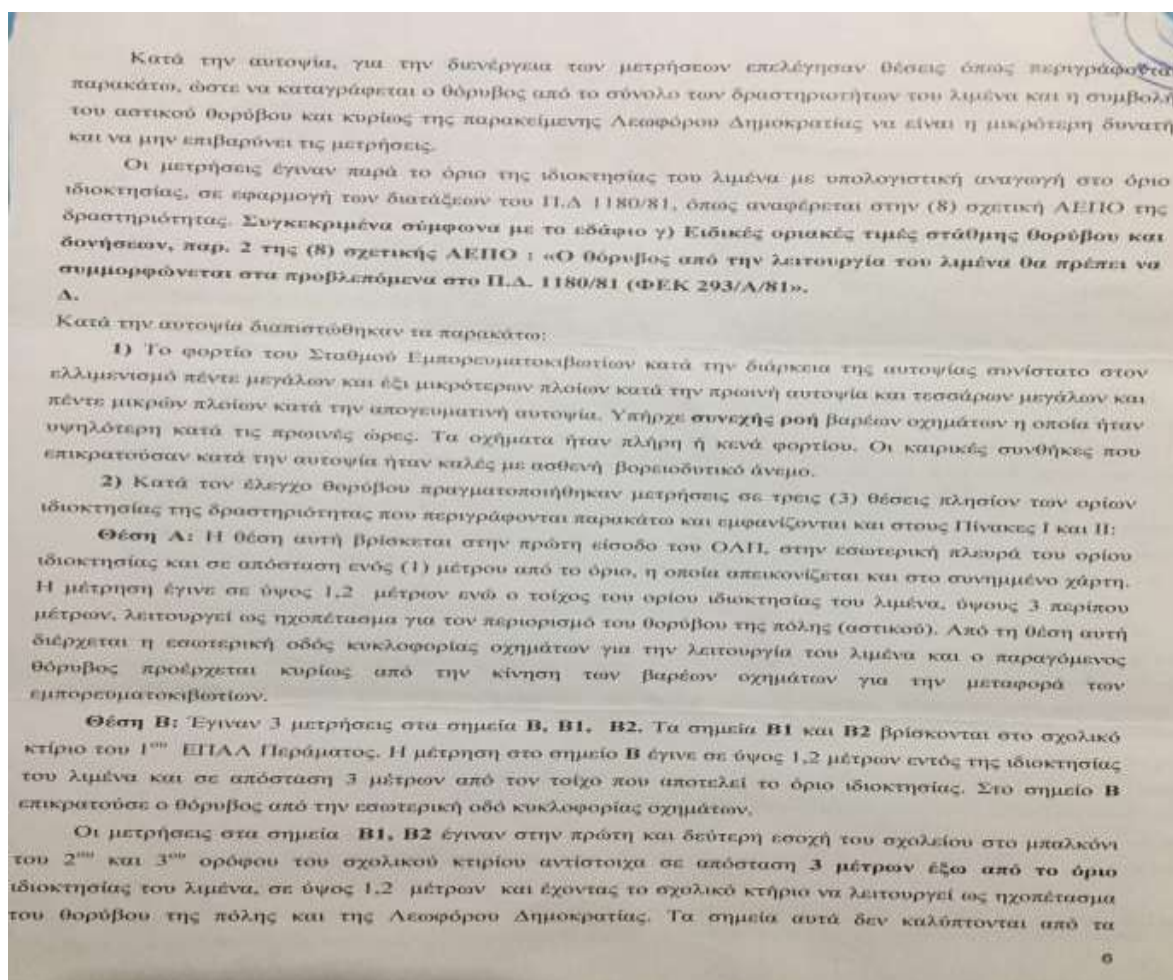 Κατά την αυτοψία, για την διενέργεια των μετρήσεων επελέγησαν θέσεις όπως περιγράφονται
παρακάτω, ώστε να καταγράφεται ο θόρυβος από το σύνολο των δραστηριοτήτων του λιμένα και η συμβολή
του αστικού θορύβου και κυρίως της παρακείμενης Λεωφόρου Δημοκρατίας να είναι η μικρότερη δυνατή
και να μην επιβαρύνει τις μετρήσεις.
Οι μετρήσεις έγιναν παρά το όριο της ιδιοκτησίας του λιμένα με υπολογιστική αναγωγή στο όριο
ιδιοκτησίας, σε εφαρμογή των διατάξεων του Π.Δ 1180/81, όπως αναφέρεται στην (8) σχετική ΑΕΠΟ της
δραστηριότητας. Συγκεκριμένα σύμφωνα με το εδάφιο γ) Ειδικές οριακές τιμές στάθμης θορύβου και
δονήσεων, παρ. 2 της (8) σχετικής ΑΕΠΟ : «Ο θόρυβος από την λειτουργία του λιμένα θα πρέπει να
συμμορφώνεται στα προβλεπόμενα στο Π.Δ. 1180/81 (ΦΕΚ 293/Α/81».
Δ.
Κατά την αυτοψία διαπιστώθηκαν τα παρακάτω:
1) Το φορτίο του Σταθμού Εμπορευματοκιβωτίων κατά την διάρκεια της αυτοψίας συνίστατο στον
ελλιμενισμό πέντε μεγάλων και έξι μικρότερων πλοίων κατά την πρωινή αυτοψία και τεσσάρων μεγάλων και
πέντε μικρών πλοίων κατά την απογευματινή αυτοψία. Υπήρχε συνεχής ροή βαρέων οχημάτων η οποία ήταν
υψηλότερη κατά τις πρωινές ώρες. Τα οχήματα ήταν πλήρη ή κενά φορτίου. Οι καιρικές συνθήκες που
επικρατούσαν κατά την αυτοψία ήταν καλές με ασθενή βορειοδυτικό άνεμο.
2) Κατά τον έλεγχο θορύβου πραγματοποιήθηκαν μετρήσεις σε τρεις (3) θέσεις πλησίον των ορίων
ιδιοκτησίας της δραστηριότητας που περιγράφονται παρακάτω και εμφανίζονται και στους Πίνακες Ι και ΙΙ:
Θέση Α: Η θέση αυτή βρίσκεται στην πρώτη είσοδο του ΟΛΠ, στην εσωτερική πλευρά του ορίου
ιδιοκτησίας και σε απόσταση ενός (1) μέτρου από το όριο, η οποία απεικονίζεται και στο συνημμένο χάρτη.
Η μέτρηση έγινε σε ύψος 1,2 μέτρων ενώ ο τοίχος του ορίου ιδιοκτησίας του λιμένα, ύψους 3 περίπου
μέτρων, λειτουργεί ως ηχοπέτασμα για τον περιορισμό του θορύβου της πόλης (αστικού). Από τη θέση αυτή
διέρχεται η εσωτερική οδός κυκλοφορίας οχημάτων για την λειτουργία του λιμένα και ο παραγόμενος
θόρυβος προέρχεται κυρίως από την κίνηση των βαρέων οχημάτων για την μεταφορά των
εμπορευματοκιβωτίων.
Θέση Β: Έγιναν 3 μετρήσεις στα σημεία Β, Β1, Β2. Τα σημεία Β1 και Β2 βρίσκονται στο σχολικό
κτίριο του 1ου ΕΠΑΛ Περάματος. Η μέτρηση στο σημείο Β έγινε σε ύψος 1,2 μέτρων εντός της ιδιοκτησίας
του λιμένα και σε απόσταση 3 μέτρων από τον τοίχο που αποτελεί το όριο ιδιοκτησίας. Στο σημείο Β
επικρατούσε ο θόρυβος από την εσωτερική οδό κυκλοφορίας οχημάτων.
Οι μετρήσεις στα σημεία Β1, Β2 έγιναν στην πρώτη και δεύτερη εσοχή του σχολείου στο μπαλκόνι
του 2ου και 3ου ορόφου του σχολικού κτιρίου αντίστοιχα σε απόσταση 3 μέτρων έξω από το όριο
ιδιοκτησίας του λιμένα, σε ύψος 1,2 μέτρων και έχοντας το σχολικό κτήριο να λειτουργεί ως ηχοπέτασμα
του θορύβου της πόλης και της Λεωφόρου Δημοκρατίας. Τα σημεία αυτά δεν καλύπτονται από τα
6